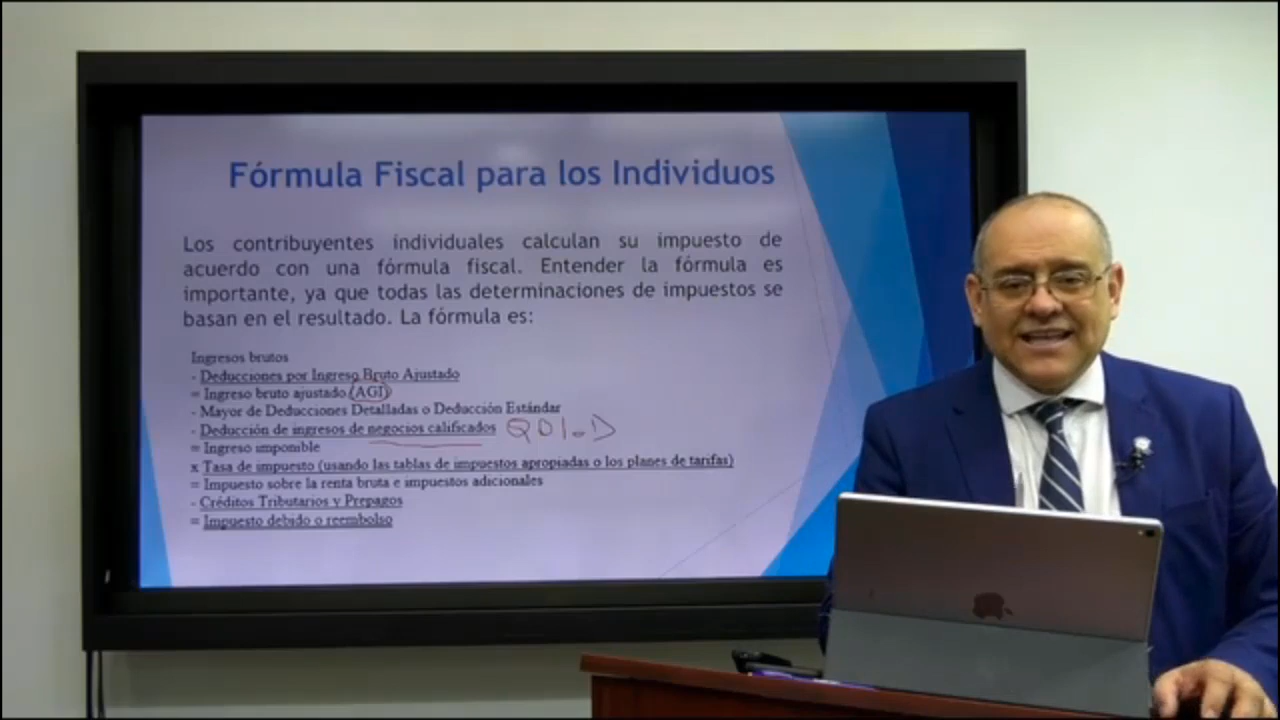 Fórmula Fiscal para los Individuos
Los contribuyentes individuales calculan su impuesto de
acuerdo con una fórmula fiscal. Entender la fórmula es
importante, ya que todas las determinaciones de impuestos se
basan en el resultado. La fórmula es:
Ingresos brutos
- Deducciones por Ingreso Bruto Ajustado
= Ingreso bruto ajustado (AGI)
- Mayor de Deducciones Detalladas o Deducción Estándar
- Deducción de ingresos de negocios calificados QDI.D
= Ingreso imponible
x Tasa de impuesto (usando las tablas de impuestos apropiadas o los planes de tarifas)
= Impuesto sobre la renta bruta e impuestos adicionales
- Créditos Tributarios y Prepagos
= Impuesto debido o reembolso